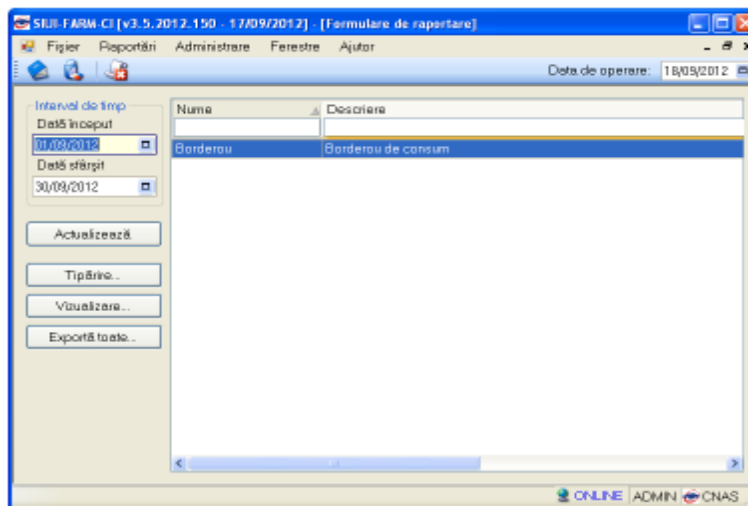 SIUI-FARM-CI [v3.5.2012.150 - 17/09/2012] - [Formulare de raportare]
Fișier Raportări Administrare Ferestre Ajutor
Data de operare: 18/09/2012
Interval de timp
Dată început
01/09/2012
Dată sfârșit
30/09/2012
Actualizează
Tipărire...
Vizualizare...
Exportă toate...
Nume Descriere
Borderou Borderou de consum
ONLINE ADMIN CNAS